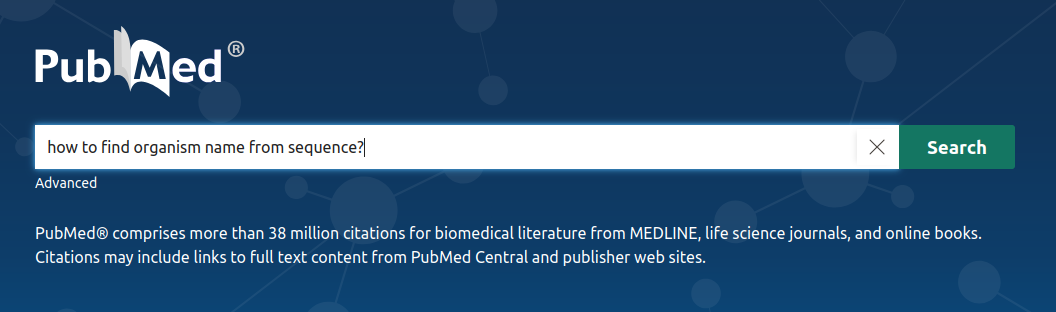 PubMed®
how to find organism name from sequence?
Search
Advanced
PubMed® comprises more than 38 million citations for biomedical literature from MEDLINE, life science journals, and online books.
Citations may include links to full text content from PubMed Central and publisher web sites.